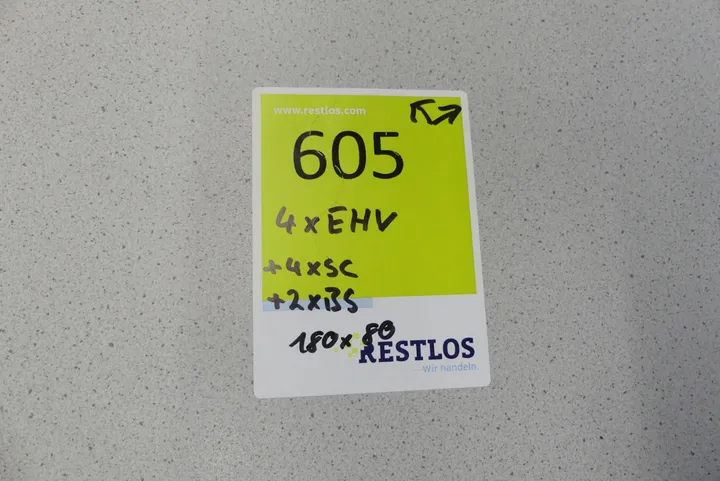 www.restlos.com
605
4xEHV
+4xSC
+2xBS
180x80
RESTLOS
Wir handeln.